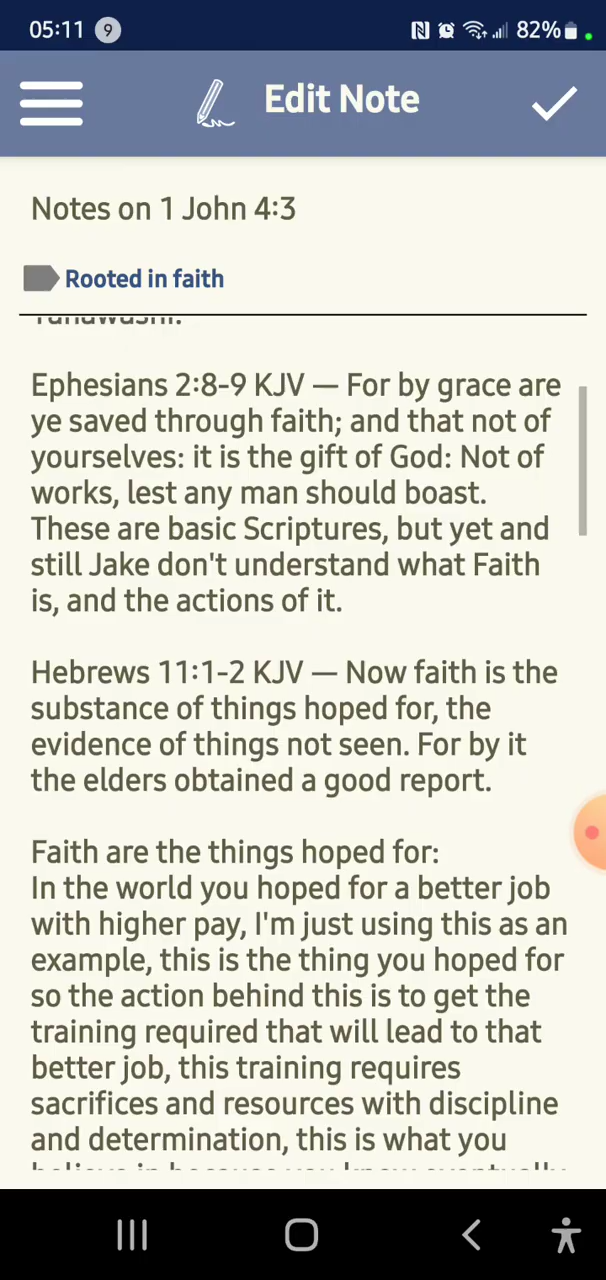 05:11 9 82%
Edit Note
Notes on 1 John 4:3
Rooted in faith
Ephesians 2:8-9 KJV — For by grace are
ye saved through faith; and that not of
yourselves: it is the gift of God: Not of
works, lest any man should boast.
These are basic Scriptures, but yet and
still Jake don't understand what Faith
is, and the actions of it.
Hebrews 11:1-2 KJV — Now faith is the
substance of things hoped for, the
evidence of things not seen. For by it
the elders obtained a good report.
Faith are the things hoped for:
In the world you hoped for a better job
with higher pay, I'm just using this as an
example, this is the thing you hoped for
so the action behind this is to get the
training required that will lead to that
better job, this training requires
sacrifices and resources with discipline
and determination, this is what you